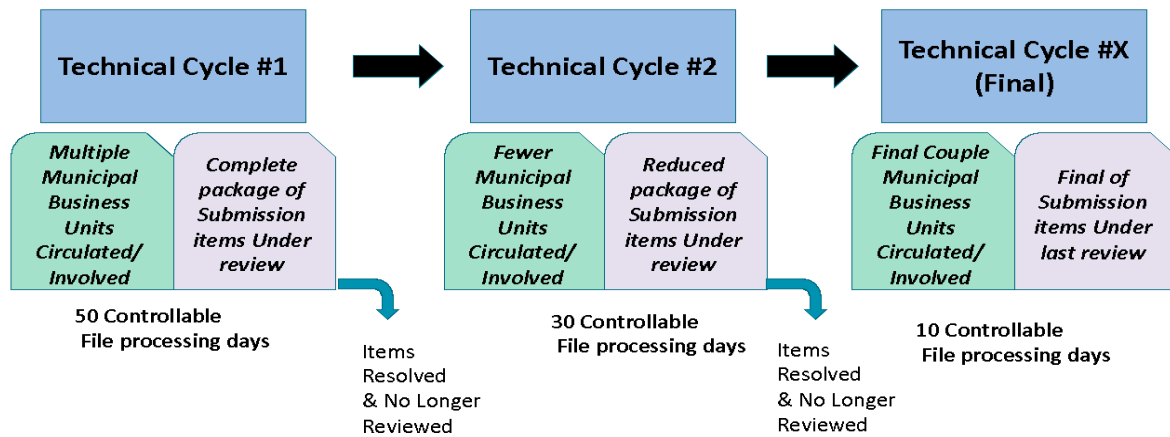 Technical Cycle #1
Technical Cycle #2
Technical Cycle #X
(Final)
Multiple
Municipal
Business
Units
Circulated/
Involved
Complete
package of
Submission
items Under
review
Fewer
Municipal
Business
Units
Circulated/
Involved
Reduced
package of
Submission
items Under
review
Final Couple
Municipal
Business
Units
Circulated/
Involved
Final of
Submission
items Under
last review
50 Controllable
File processing days
Items
Resolved
& No Longer
Reviewed
30 Controllable
File processing days
Items
Resolved
& No Longer
Reviewed
10 Controllable
File processing days